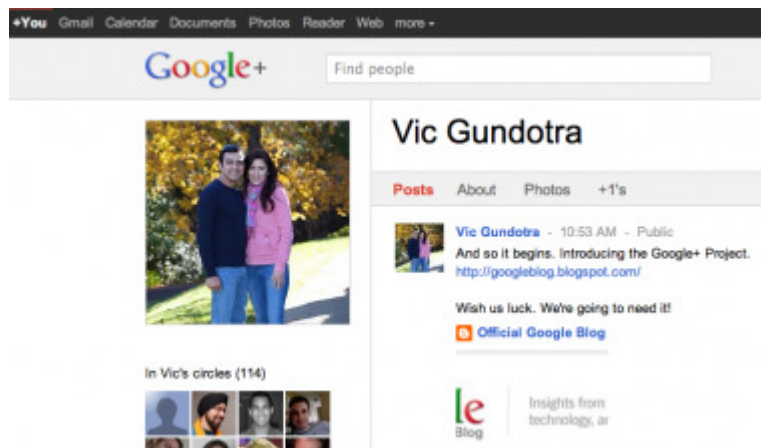 +You Gmail Calendar Documents Photos Reader Web more
Google+
Find people
Vic Gundotra
Posts About Photos +1's
Vic Gundotra - 10:53 AM - Public
And so it begins. Introducing the Google+ Project.
http://googleblog.blogspot.com/
Wish us luck. We're going to need it!
Official Google Blog
In Vic's circles (114)
le
Blog
Insights from
technology, ar